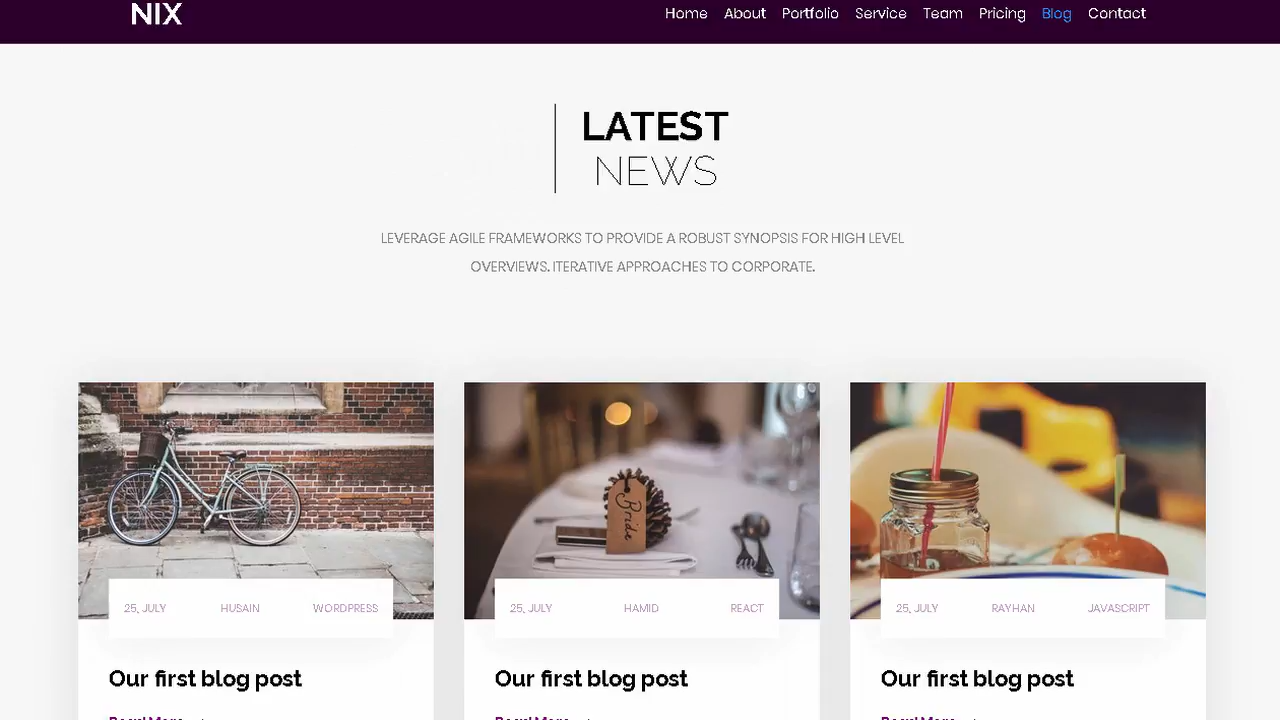 NIX
Home About Portfolio Service Team Pricing Blog Contact
LATEST
NEWS
LEVERAGE AGILE FRAMEWORKS TO PROVIDE A ROBUST SYNOPSIS FOR HIGH LEVEL
OVERVIEWS. ITERATIVE APPROACHES TO CORPORATE.
Bride
25, JULY HUSAIN WORDPRESS
25, JULY HAMID REACT
25, JULY RAYHAN JAVASCRIPT
Our first blog post
Our first blog post
Our first blog post